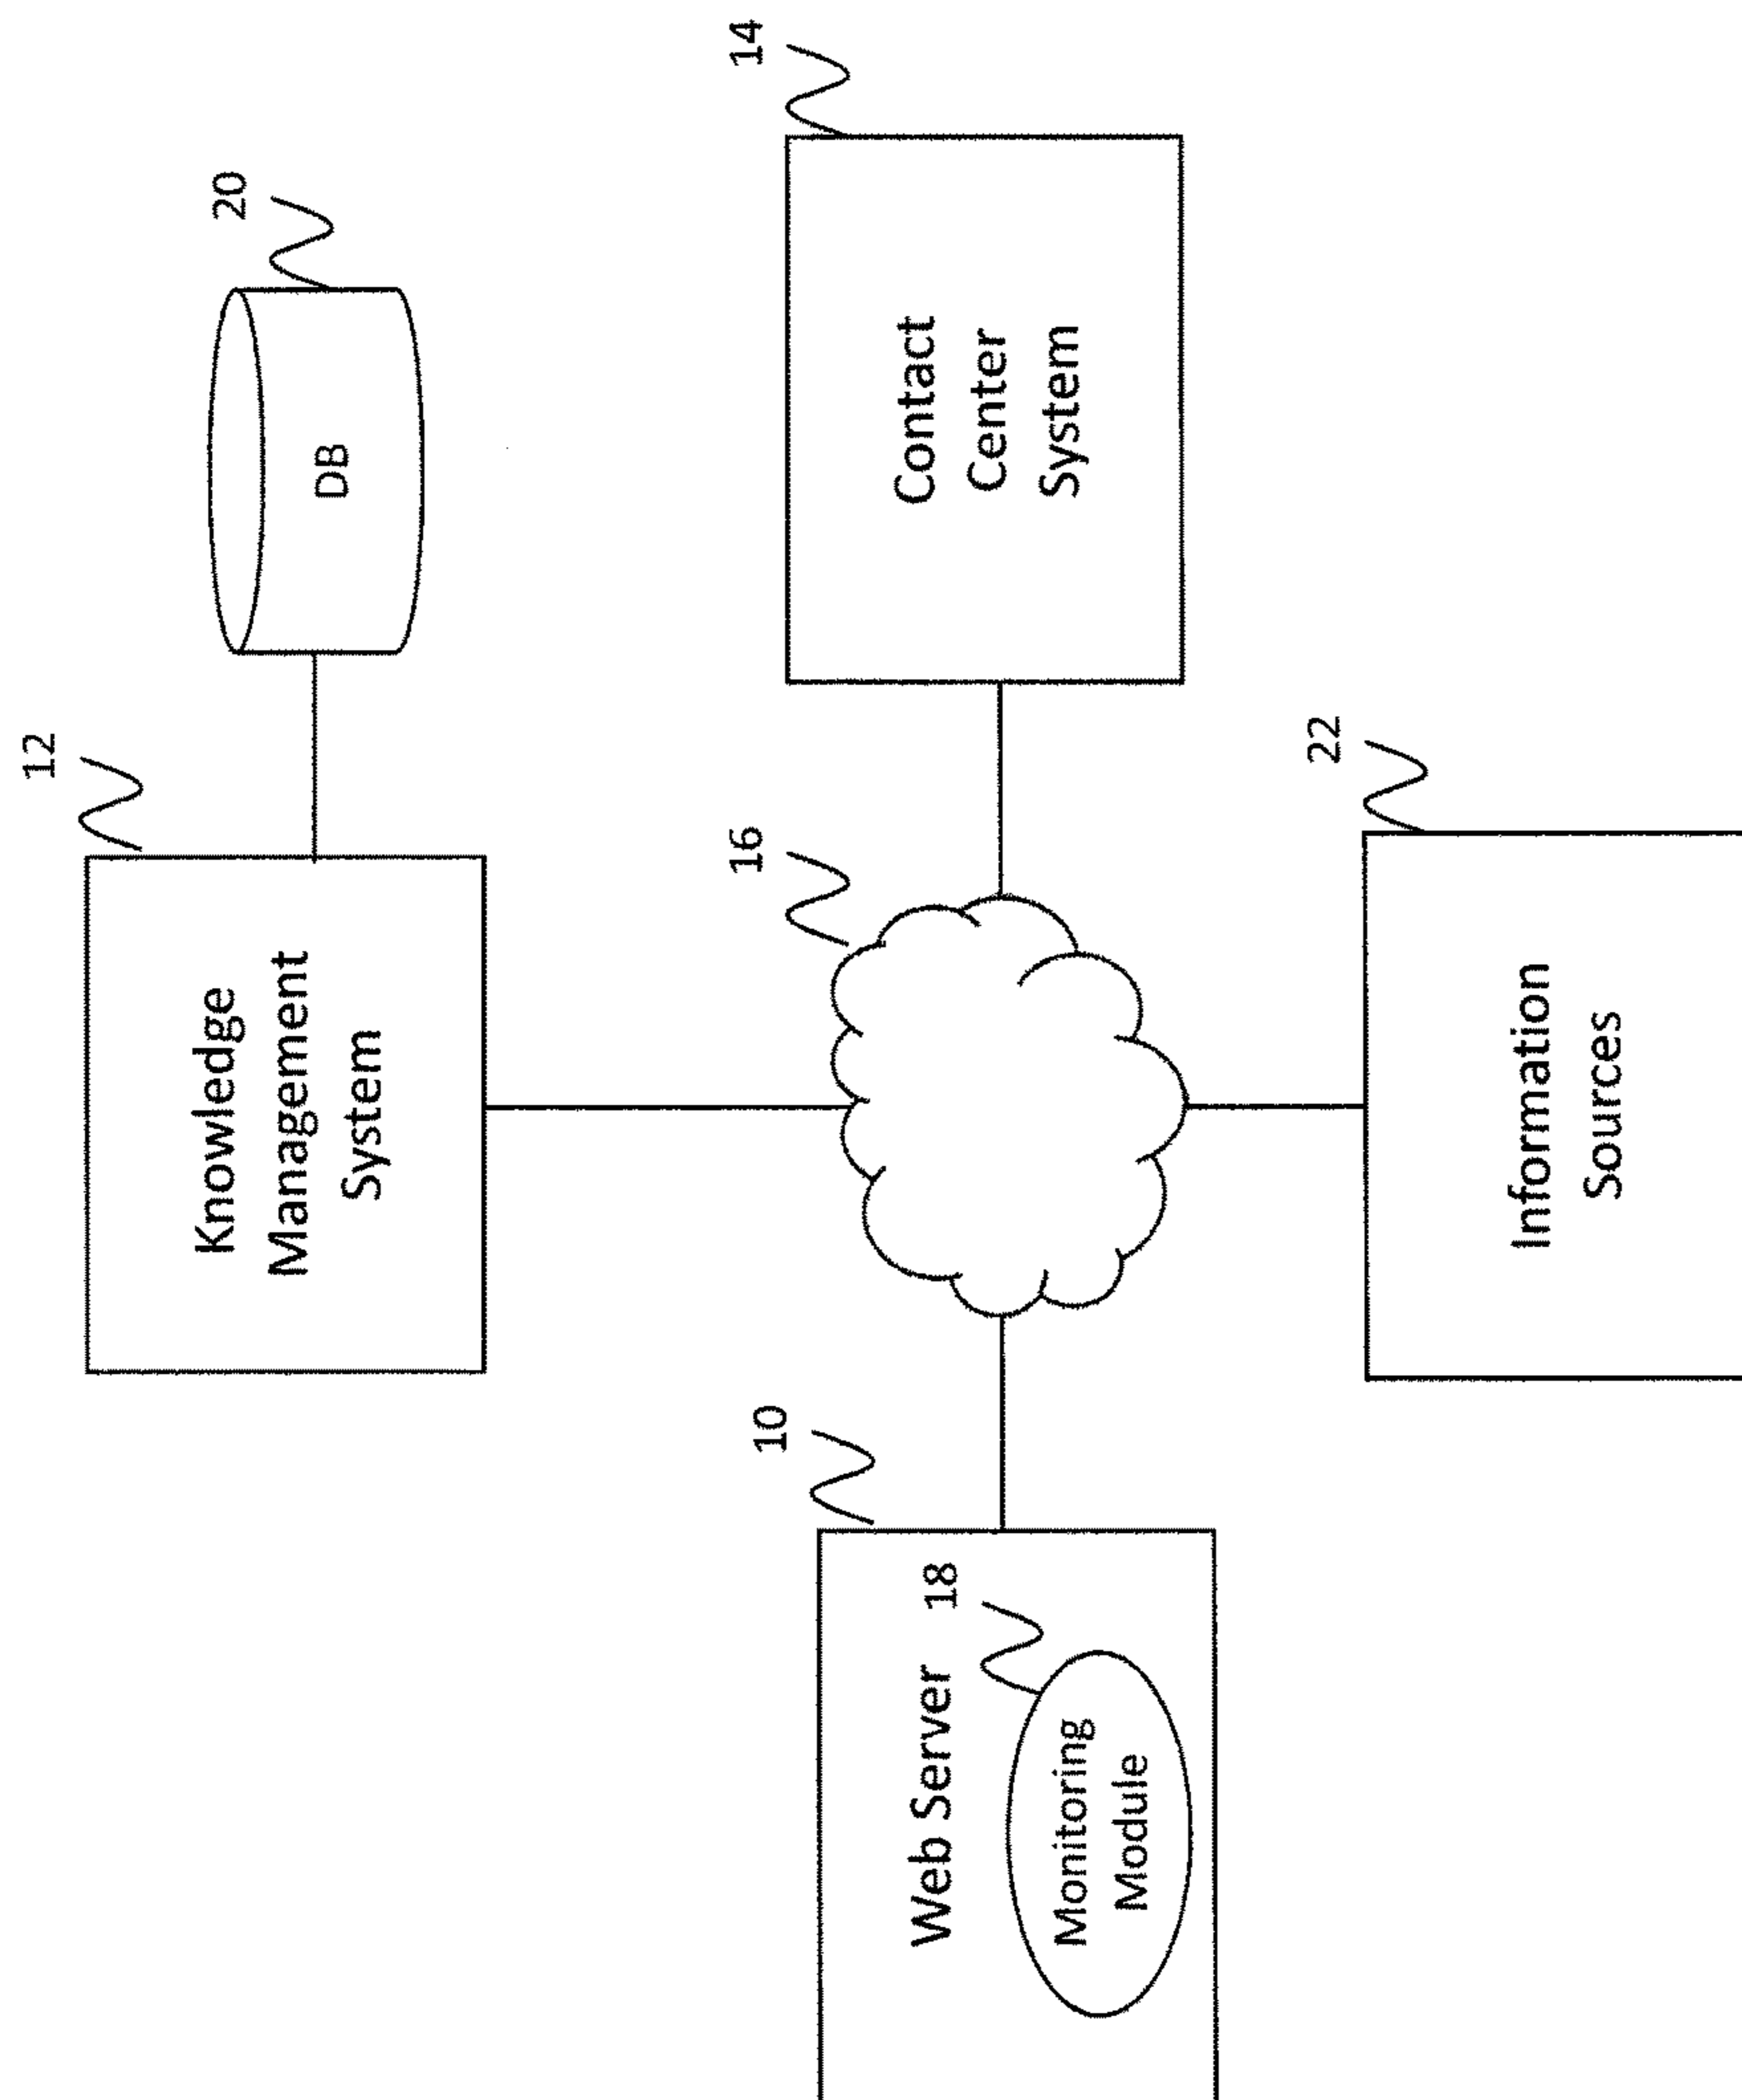 12
Knowledge
Management
System
20
DB
16
14
Contact
Center
System
10
Web Server
18
Monitoring
Module
22
Information
Sources